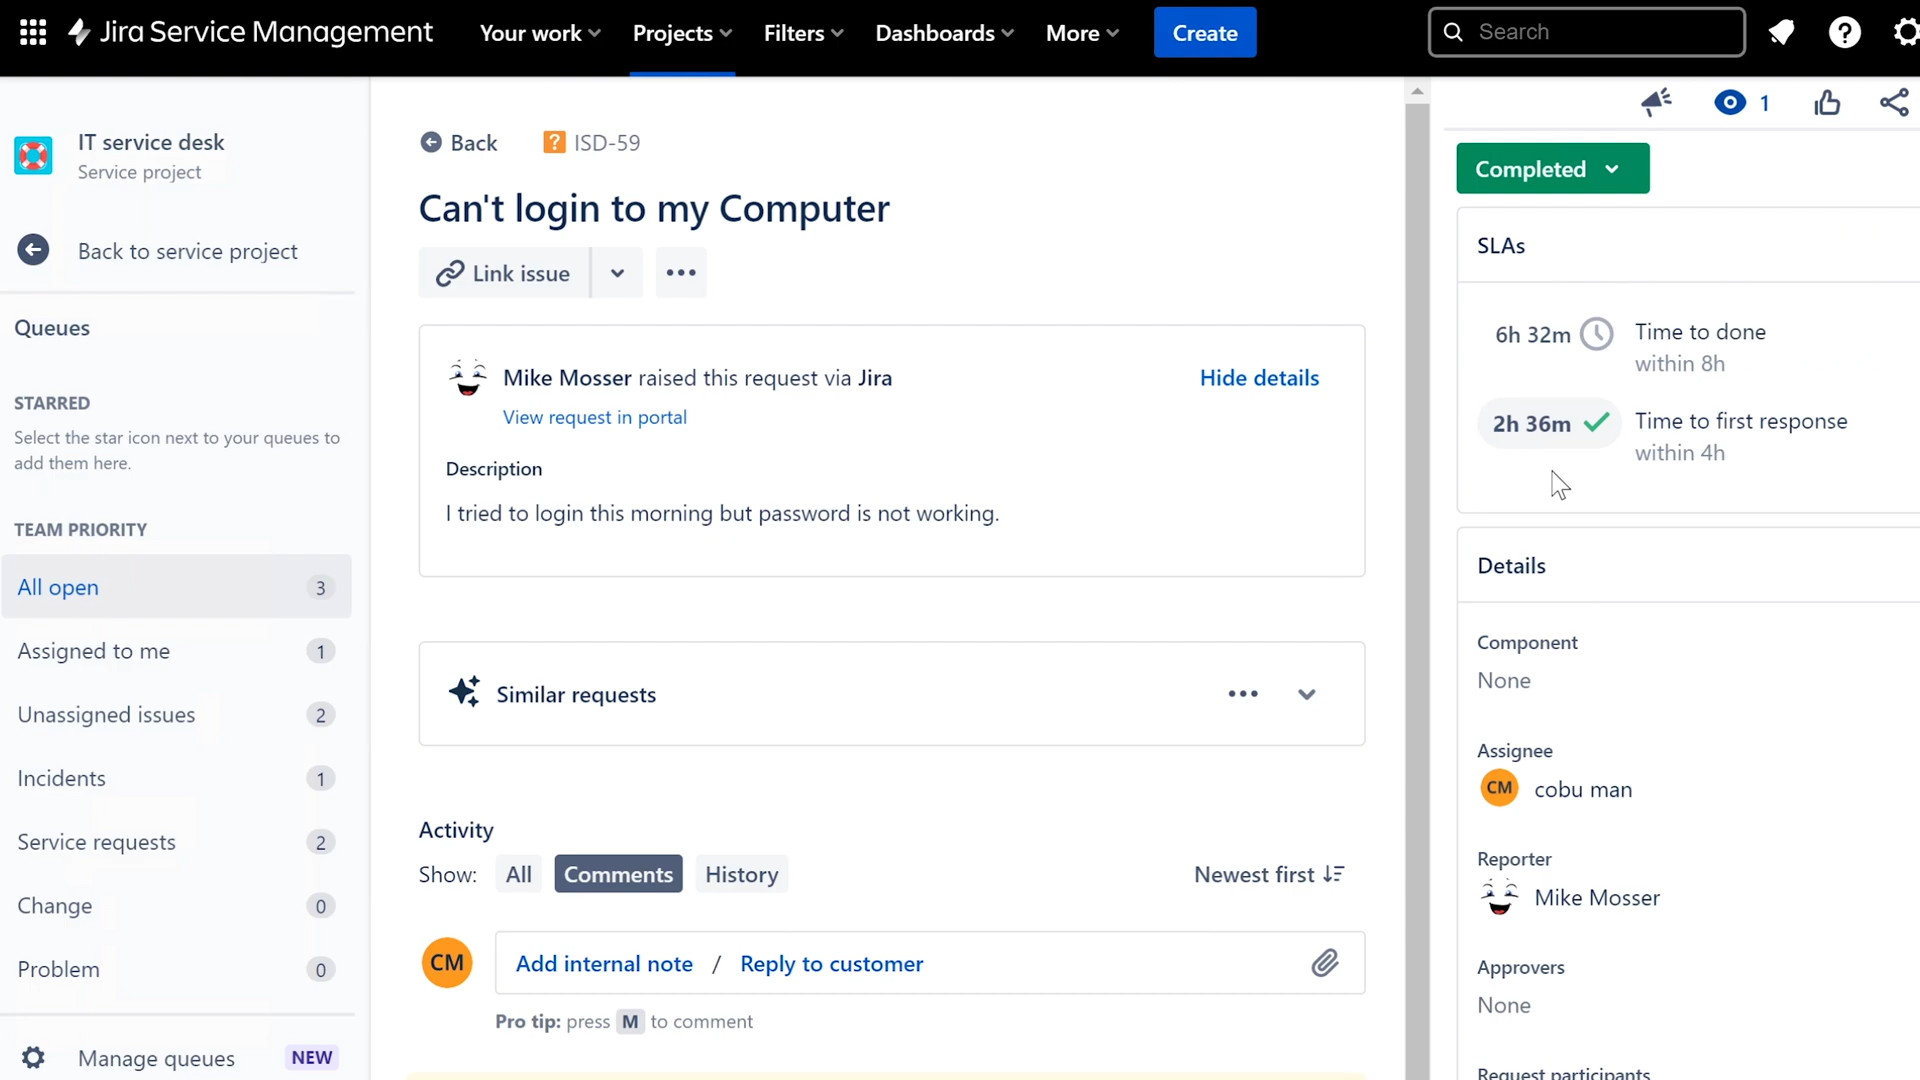 Jira Service Management
Your work
Projects
Filters
Dashboards
More
Create
Search
IT service desk
Service project
Back to service project
Queues
STARRED
Select the star icon next to your queues to
add them here.
TEAM PRIORITY
All open 3
Assigned to me 1
Unassigned issues 2
Incidents 1
Service requests 2
Change 0
Problem 0
Manage queues NEW
Back
? ISD-59
Can't login to my Computer
Link issue
Mike Mosser raised this request via Jira
Hide details
View request in portal
Description
I tried to login this morning but password is not working.
Similar requests
Activity
Show: All Comments History
Newest first
CM
Add internal note / Reply to customer
Pro tip: press M to comment
1
Completed
SLAs
6h 32m Time to done
within 8h
2h 36m Time to first response
within 4h
Details
Component
None
Assignee
CM cobu man
Reporter
Mike Mosser
Approvers
None
Request participants